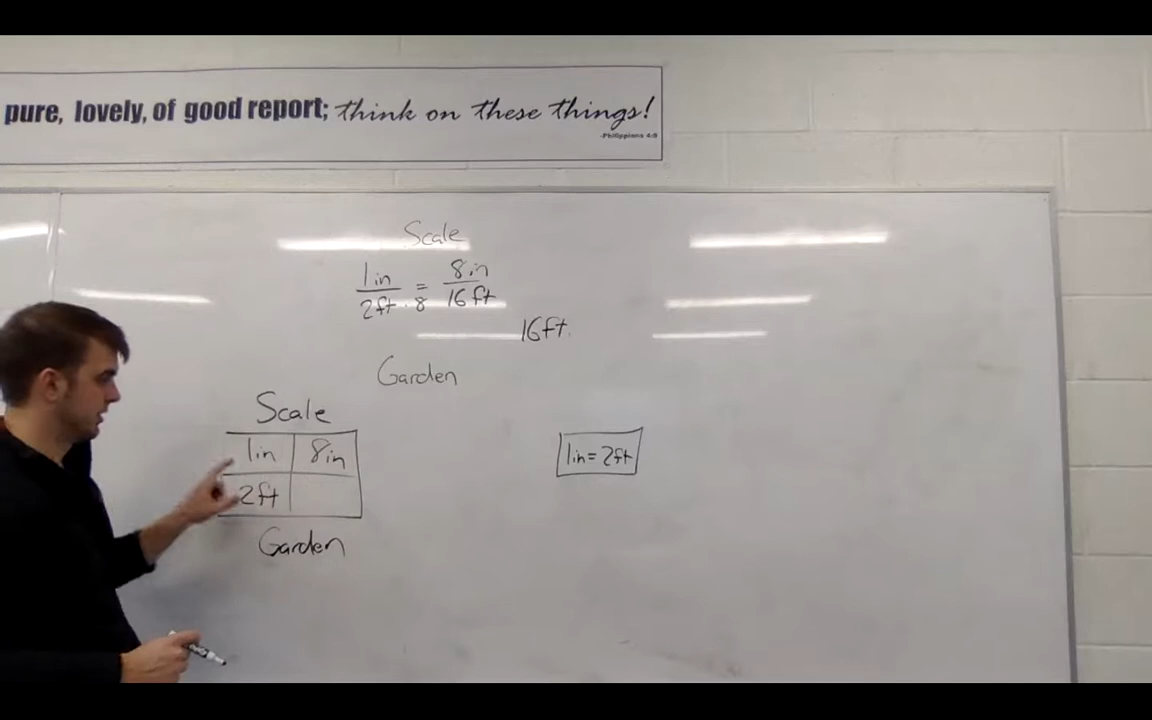 pure, lovely, of good report; think on these things!
-Philippians 4:8
Scale
1in = 8in
2ft · 8 16ft
16ft.
Garden
Scale
1in 8in
2ft
Garden
1in = 2ft